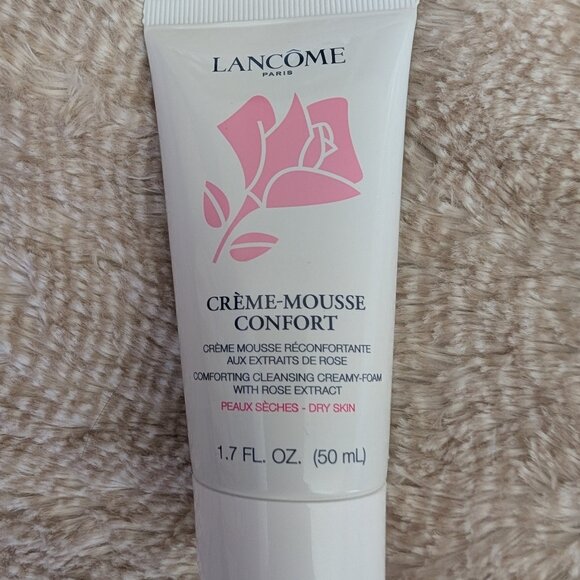 LANCÔME
PARIS
CRÈME-MOUSSE
CONFORT
CRÈME MOUSSE RÉCONFORTANTE
AUX EXTRAITS DE ROSE
COMFORTING CLEANSING CREAMY-FOAM
WITH ROSE EXTRACT
PEAUX SÈCHES - DRY SKIN
1.7 FL. OZ. (50 mL)